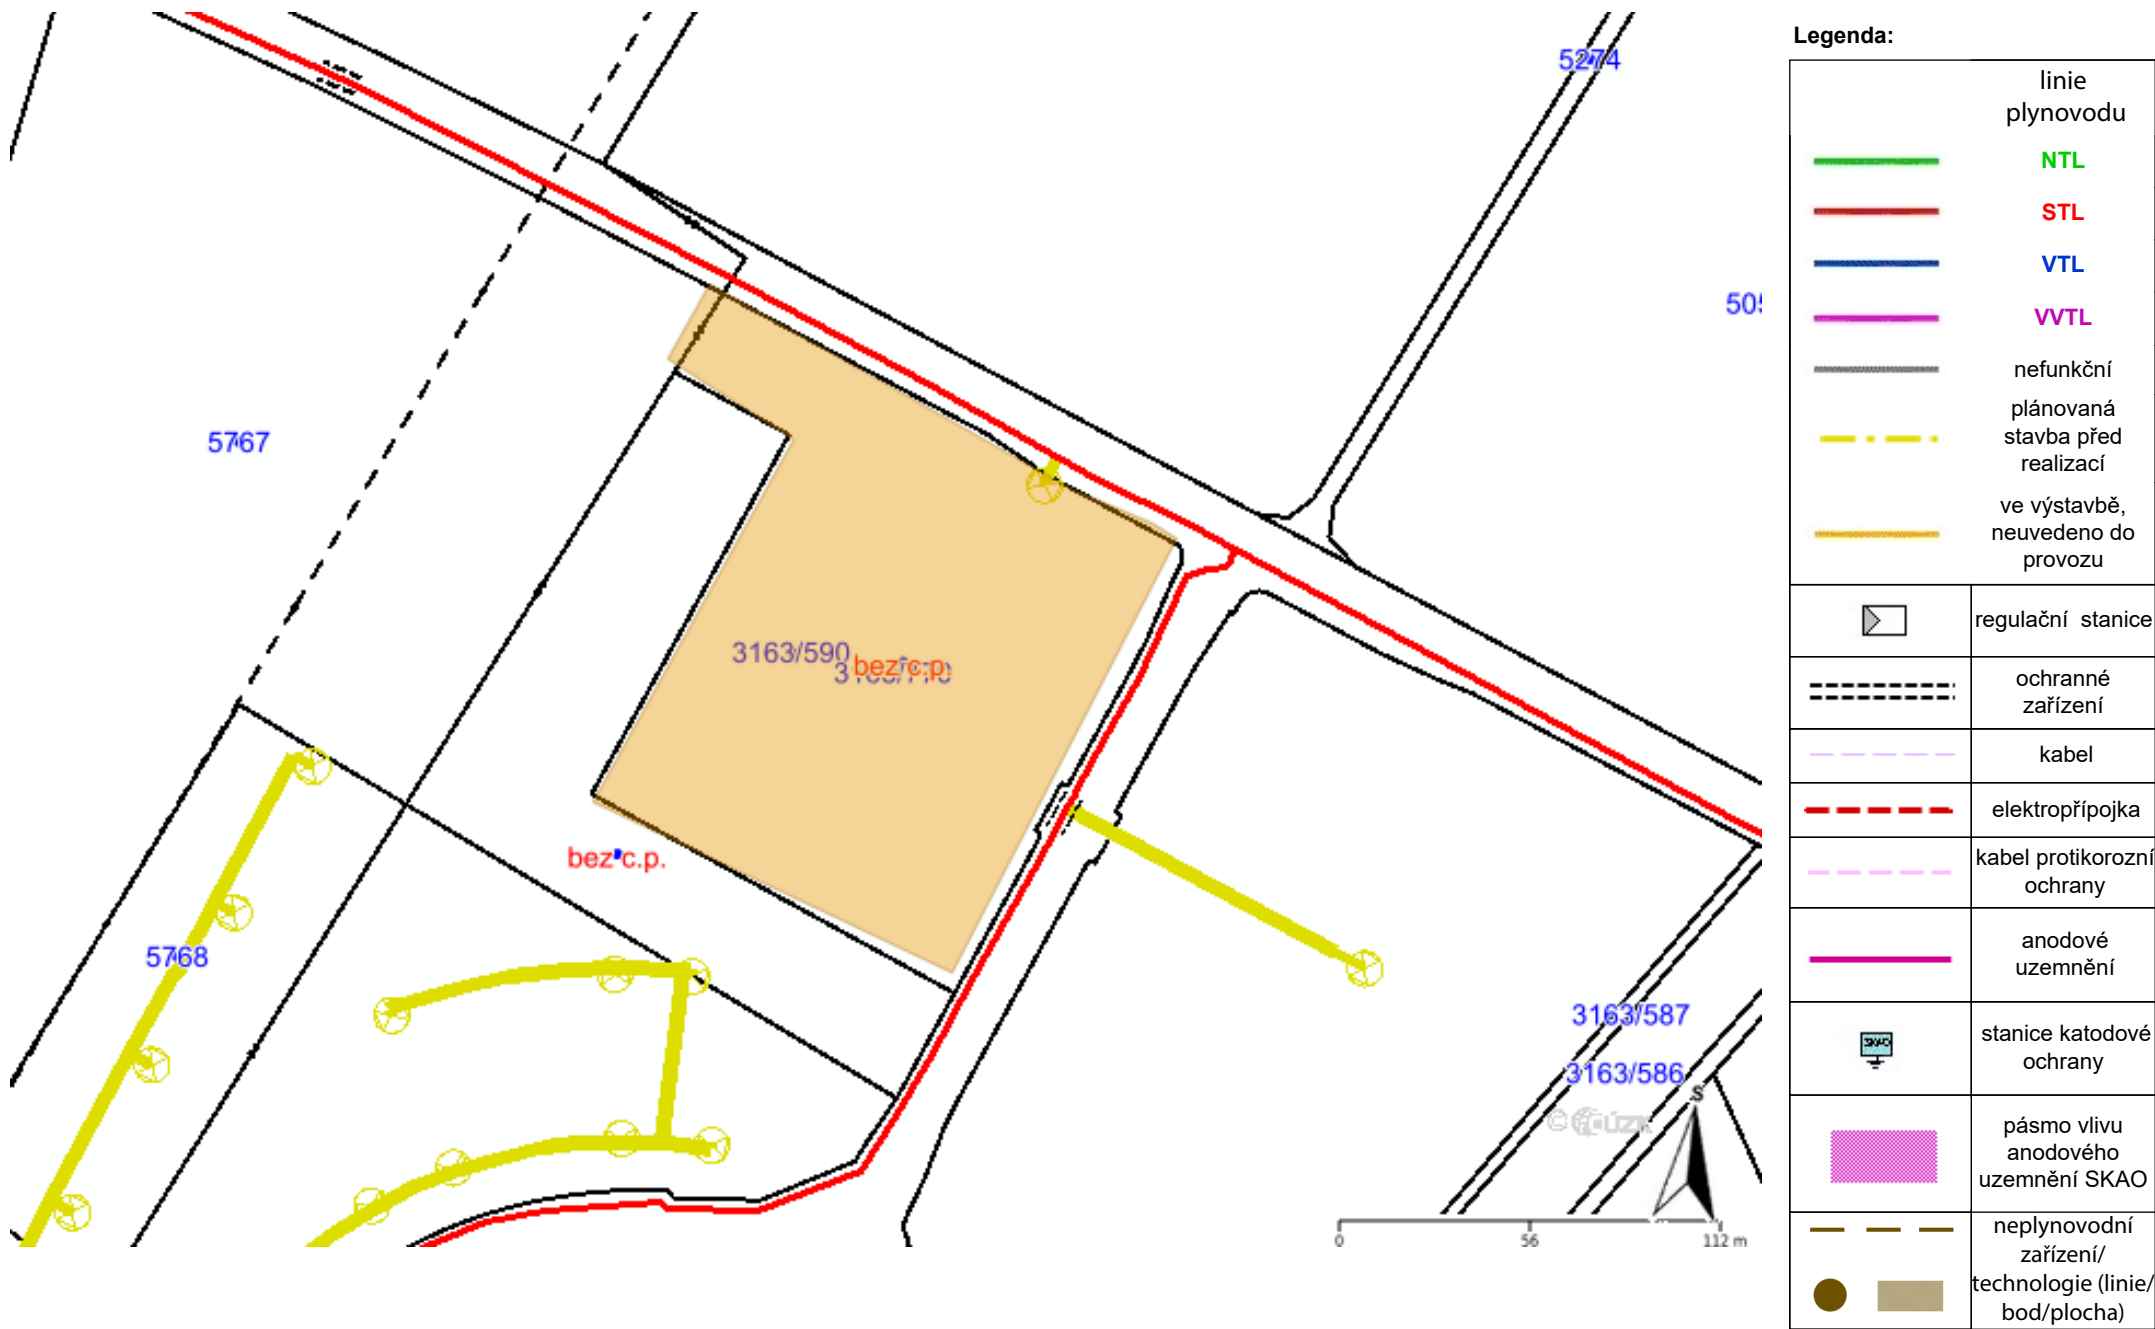 5274
505
5767
3163/590
bez c.p.
bez c.p.
5768
3163/587
3163/586
S
0
56
112 m
Legenda:
linie
plynovodu
NTL
STL
VTL
VVTL
nefunkční
plánovaná
stavba před
realizací
ve výstavbě,
neuvedeno do
provozu
regulační stanice
ochranné
zařízení
kabel
elektropřípojka
kabel protikorozní
ochrany
anodové
uzemnění
SKAO
stanice katodové
ochrany
pásmo vlivu
anodového
uzemnění SKAO
neplynovodní
zařízení/
technologie (linie/
bod/plocha)